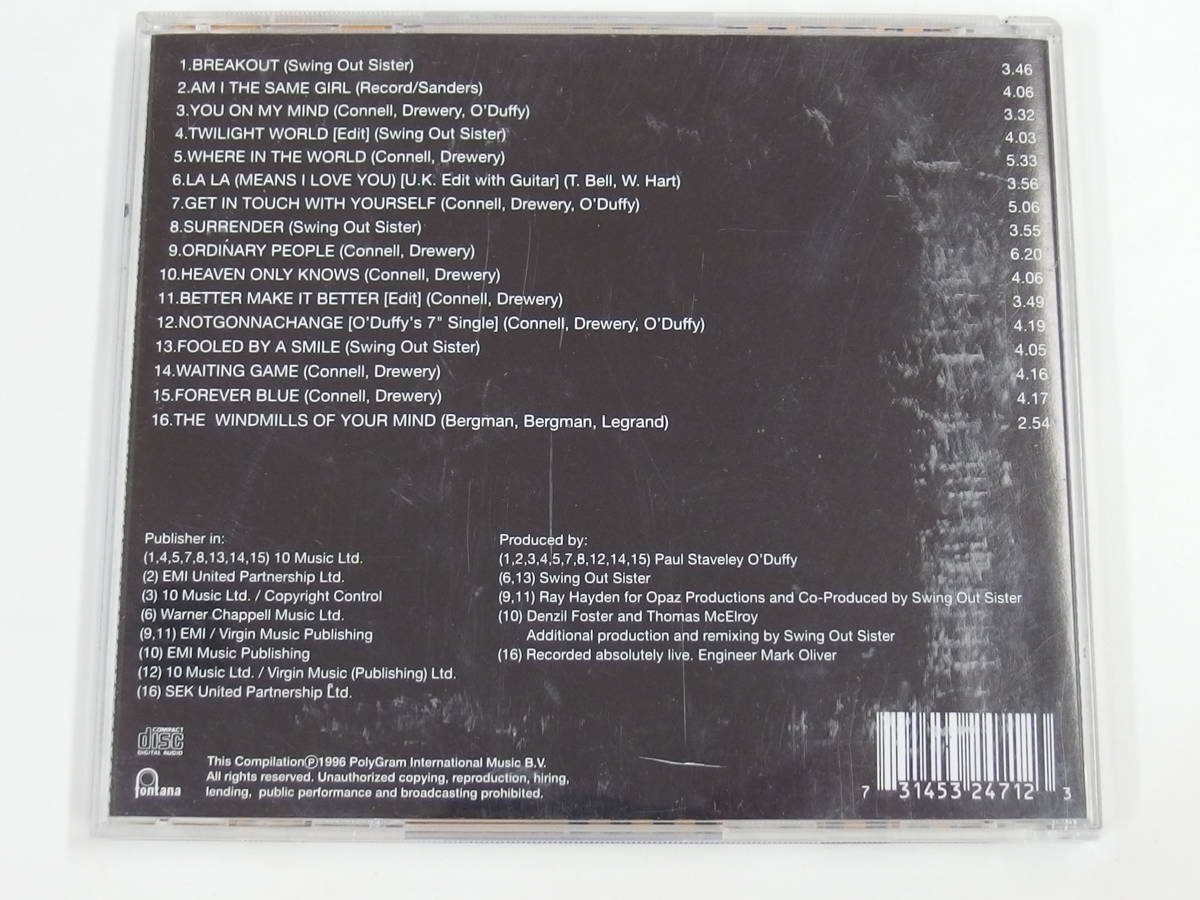 1.BREAKOUT (Swing Out Sister) 3.46
2.AM I THE SAME GIRL (Record/Sanders) 4.06
3.YOU ON MY MIND (Connell, Drewery, O'Duffy) 3.32
4.TWILIGHT WORLD [Edit] (Swing Out Sister) 4.03
5.WHERE IN THE WORLD (Connell, Drewery) 5.33
6.LA LA (MEANS I LOVE YOU) [U.K. Edit with Guitar] (T. Bell, W. Hart) 3.56
7.GET IN TOUCH WITH YOURSELF (Connell, Drewery, O'Duffy) 5.06
8.SURRENDER (Swing Out Sister) 3.55
9.ORDINARY PEOPLE (Connell, Drewery) 6.20
10.HEAVEN ONLY KNOWS (Connell, Drewery) 4.06
11.BETTER MAKE IT BETTER [Edit] (Connell, Drewery) 3.49
12.NOTGONNACHANGE [O'Duffy's 7" Single] (Connell, Drewery, O'Duffy) 4.19
13.FOOLED BY A SMILE (Swing Out Sister) 4.05
14.WAITING GAME (Connell, Drewery) 4.16
15.FOREVER BLUE (Connell, Drewery) 4.17
16.THE WINDMILLS OF YOUR MIND (Bergman, Bergman, Legrand) 2.54
Publisher in:
(1,4,5,7,8,13,14,15) 10 Music Ltd.
(2) EMI United Partnership Ltd.
(3) 10 Music Ltd. / Copyright Control
(6) Warner Chappell Music Ltd.
(9,11) EMI / Virgin Music Publishing
(10) EMI Music Publishing
(12) 10 Music Ltd. / Virgin Music (Publishing) Ltd.
(16) SEK United Partnership Ltd.
Produced by:
(1,2,3,4,5,7,8,12,14,15) Paul Staveley O'Duffy
(6,13) Swing Out Sister
(9,11) Ray Hayden for Opaz Productions and Co-Produced by Swing Out Sister
(10) Denzil Foster and Thomas McElroy
Additional production and remixing by Swing Out Sister
(16) Recorded absolutely live. Engineer Mark Oliver
COMPACT
disc
DIGITAL AUDIO
fontana
This Compilation℗1996 PolyGram International Music B.V.
All rights reserved. Unauthorized copying, reproduction, hiring,
lending, public performance and broadcasting prohibited.
7 31453 24712 3